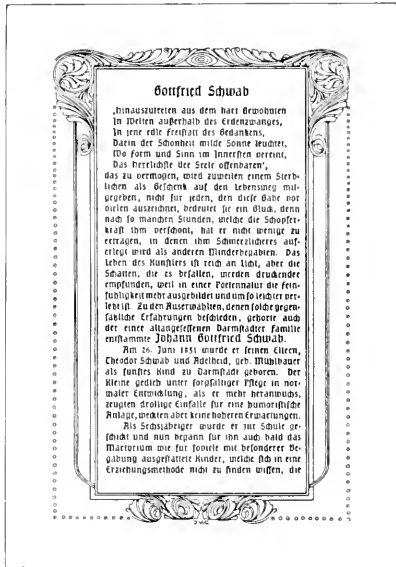 Gottfried Schwab
„hinauszutreten aus dem hart Gewohnten
In Welten außerhalb des Erdenzwanges,
In jene edle Freistatt des Gedankens,
Darin der Schönheit milde Sonne leuchtet,
Wo Form und Sinn im Innersten vereint,
Das herrlichste der Seele offenbaren",
das zu vermögen, wird zuweilen einem Sterb-
lichen als Geschenk auf den Lebensweg mit-
gegeben, nicht für jeden, den diese Gabe vor
vielen auszeichnet, bedeutet sie ein Glück, denn
nach so manchen Stunden, welche die Schöpfer-
kraft ihm verschönt, hat er nicht wenige zu
ertragen, in denen ihm Schmerzlicheres auf-
erlegt wird als anderen Minderbegabten. Das
Leben des Künstlers ist reich an Licht, aber die
Schatten, die es befallen, werden drückender
empfunden, weil in einer Poetennatur die Fein-
fühligkeit mehr ausgebildet und um so leichter ver-
letzt ist. Zu den Auserwählten, denen solche gegen-
sätzliche Erfahrungen beschieden, gehörte auch
der einer altangesessenen Darmstädter Familie
entstammte Johann Gottfried Schwab.
Am 26. Juni 1851 wurde er seinen Eltern,
Theodor Schwab und Adelheid, geb. Mühlbauer
als fünftes Kind zu Darmstadt geboren. Der
Kleine gedieh unter sorgfältiger Pflege in nor-
maler Entwicklung, als er mehr heranwuchs,
zeugten drollige Einfälle für eine humoristische
Anlage, weckten aber keine höheren Erwartungen.
Als Sechsjähriger wurde er zur Schule ge-
schickt und nun begann für ihn auch bald das
Martyrium wie für soviele mit besonderer Be-
gabung ausgestattete Kinder, welche sich in eine
Erziehungsmethode nicht zu finden wissen, die